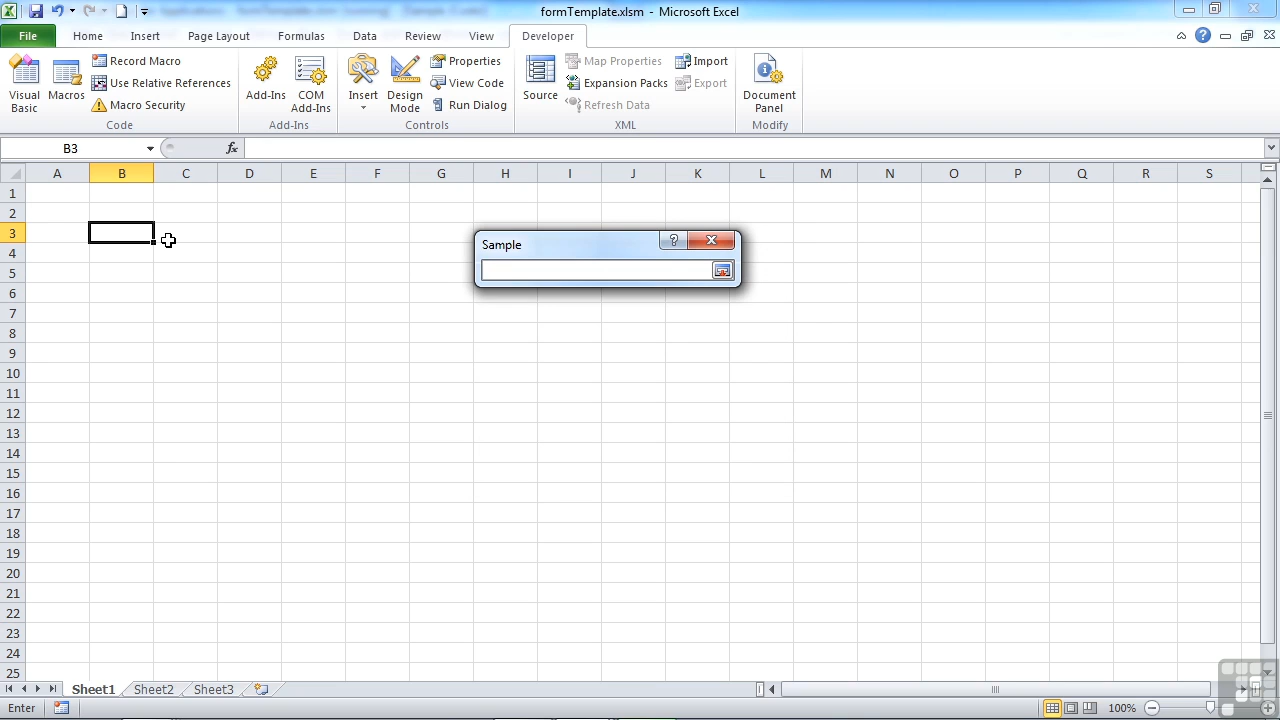 formTemplate.xlsm - Microsoft Excel
File Home Insert Page Layout Formulas Data Review View Developer
Visual Basic
Macros
Record Macro
Use Relative References
Macro Security
Code
Add-Ins
COM Add-Ins
Add-Ins
Insert
Design Mode
Properties
View Code
Run Dialog
Controls
Source
Map Properties
Expansion Packs
Refresh Data
Import
Export
XML
Document Panel
Modify
B3 fx
A B C D E F G H I J K L M N O P Q R S
1
2
3
4
5
6
7
8
9
10
11
12
13
14
15
16
17
18
19
20
21
22
23
24
25
Sample
Sheet1 Sheet2 Sheet3
Enter 100%